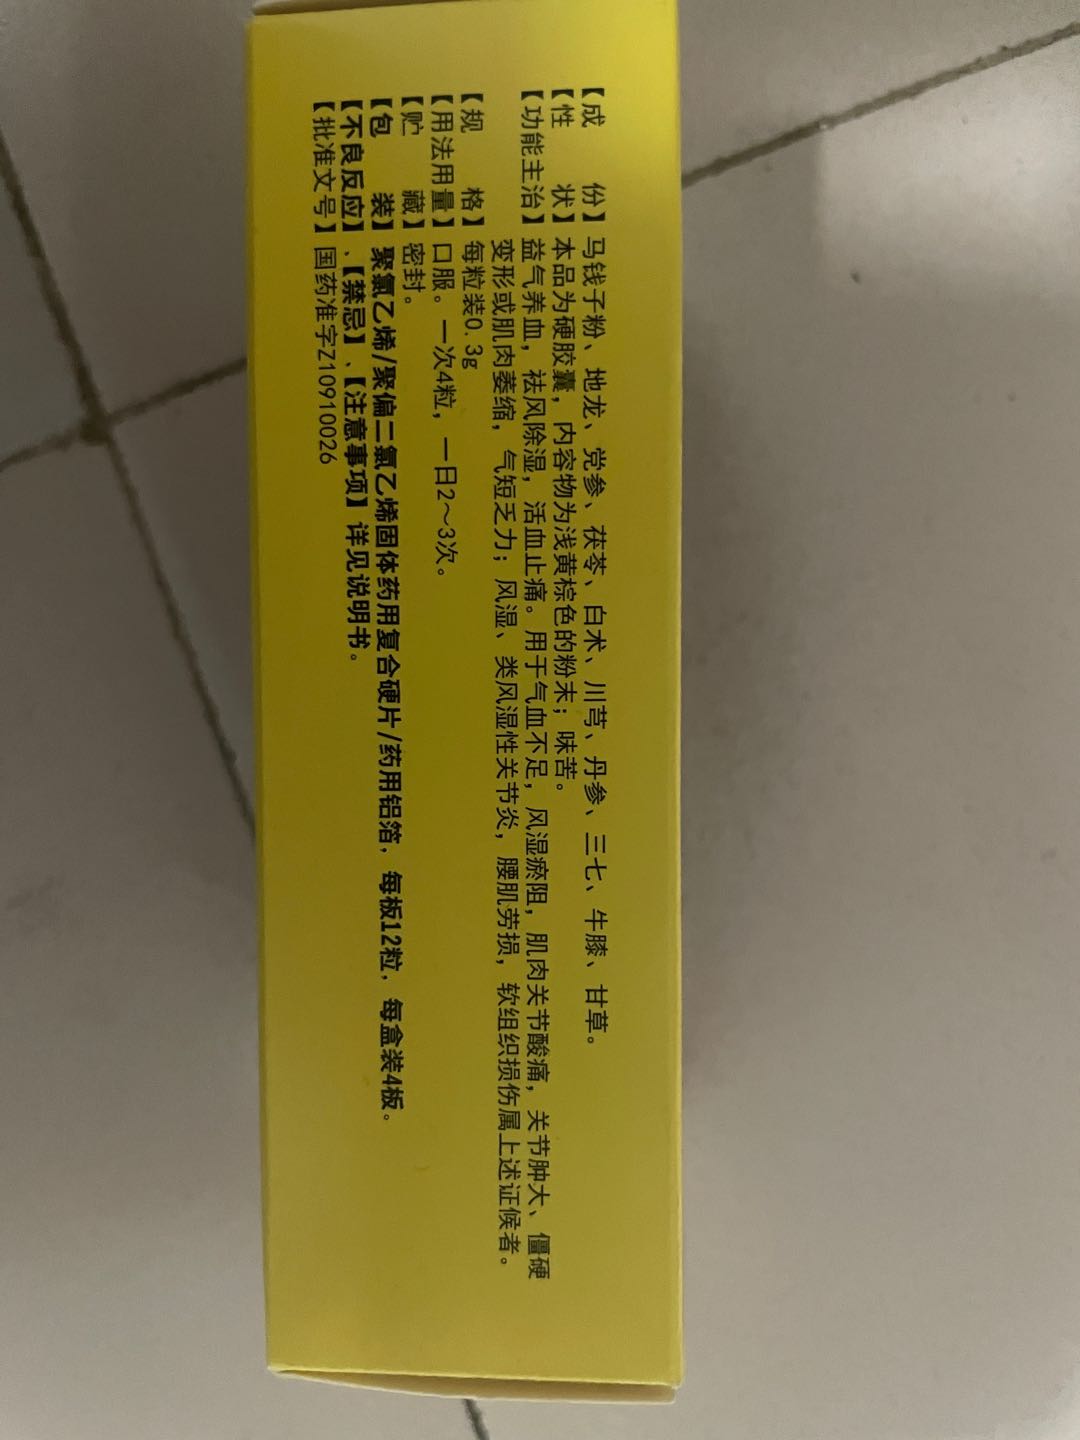 【成　　份】马钱子粉、地龙、党参、茯苓、白术、川芎、丹参、三七、牛膝、甘草。
【性　　状】本品为硬胶囊，内容物为浅黄棕色的粉末；味苦。
【功能主治】益气养血，祛风除湿，活血止痛。用于气血不足，风湿瘀阻，肌肉关节酸痛，关节肿大、僵硬
变形或肌肉萎缩，气短乏力；风湿、类风湿性关节炎，腰肌劳损，软组织损伤属上述证候者。
【规　　格】每粒装0.3g
【用法用量】口服。一次4粒，一日2～3次。
【贮　　藏】密封。
【包　　装】聚氯乙烯/聚偏二氯乙烯固体药用复合硬片/药用铝箔，每板12粒，每盒装4板。
【不良反应】、【禁忌】、【注意事项】详见说明书。
【批准文号】国药准字Z10910026